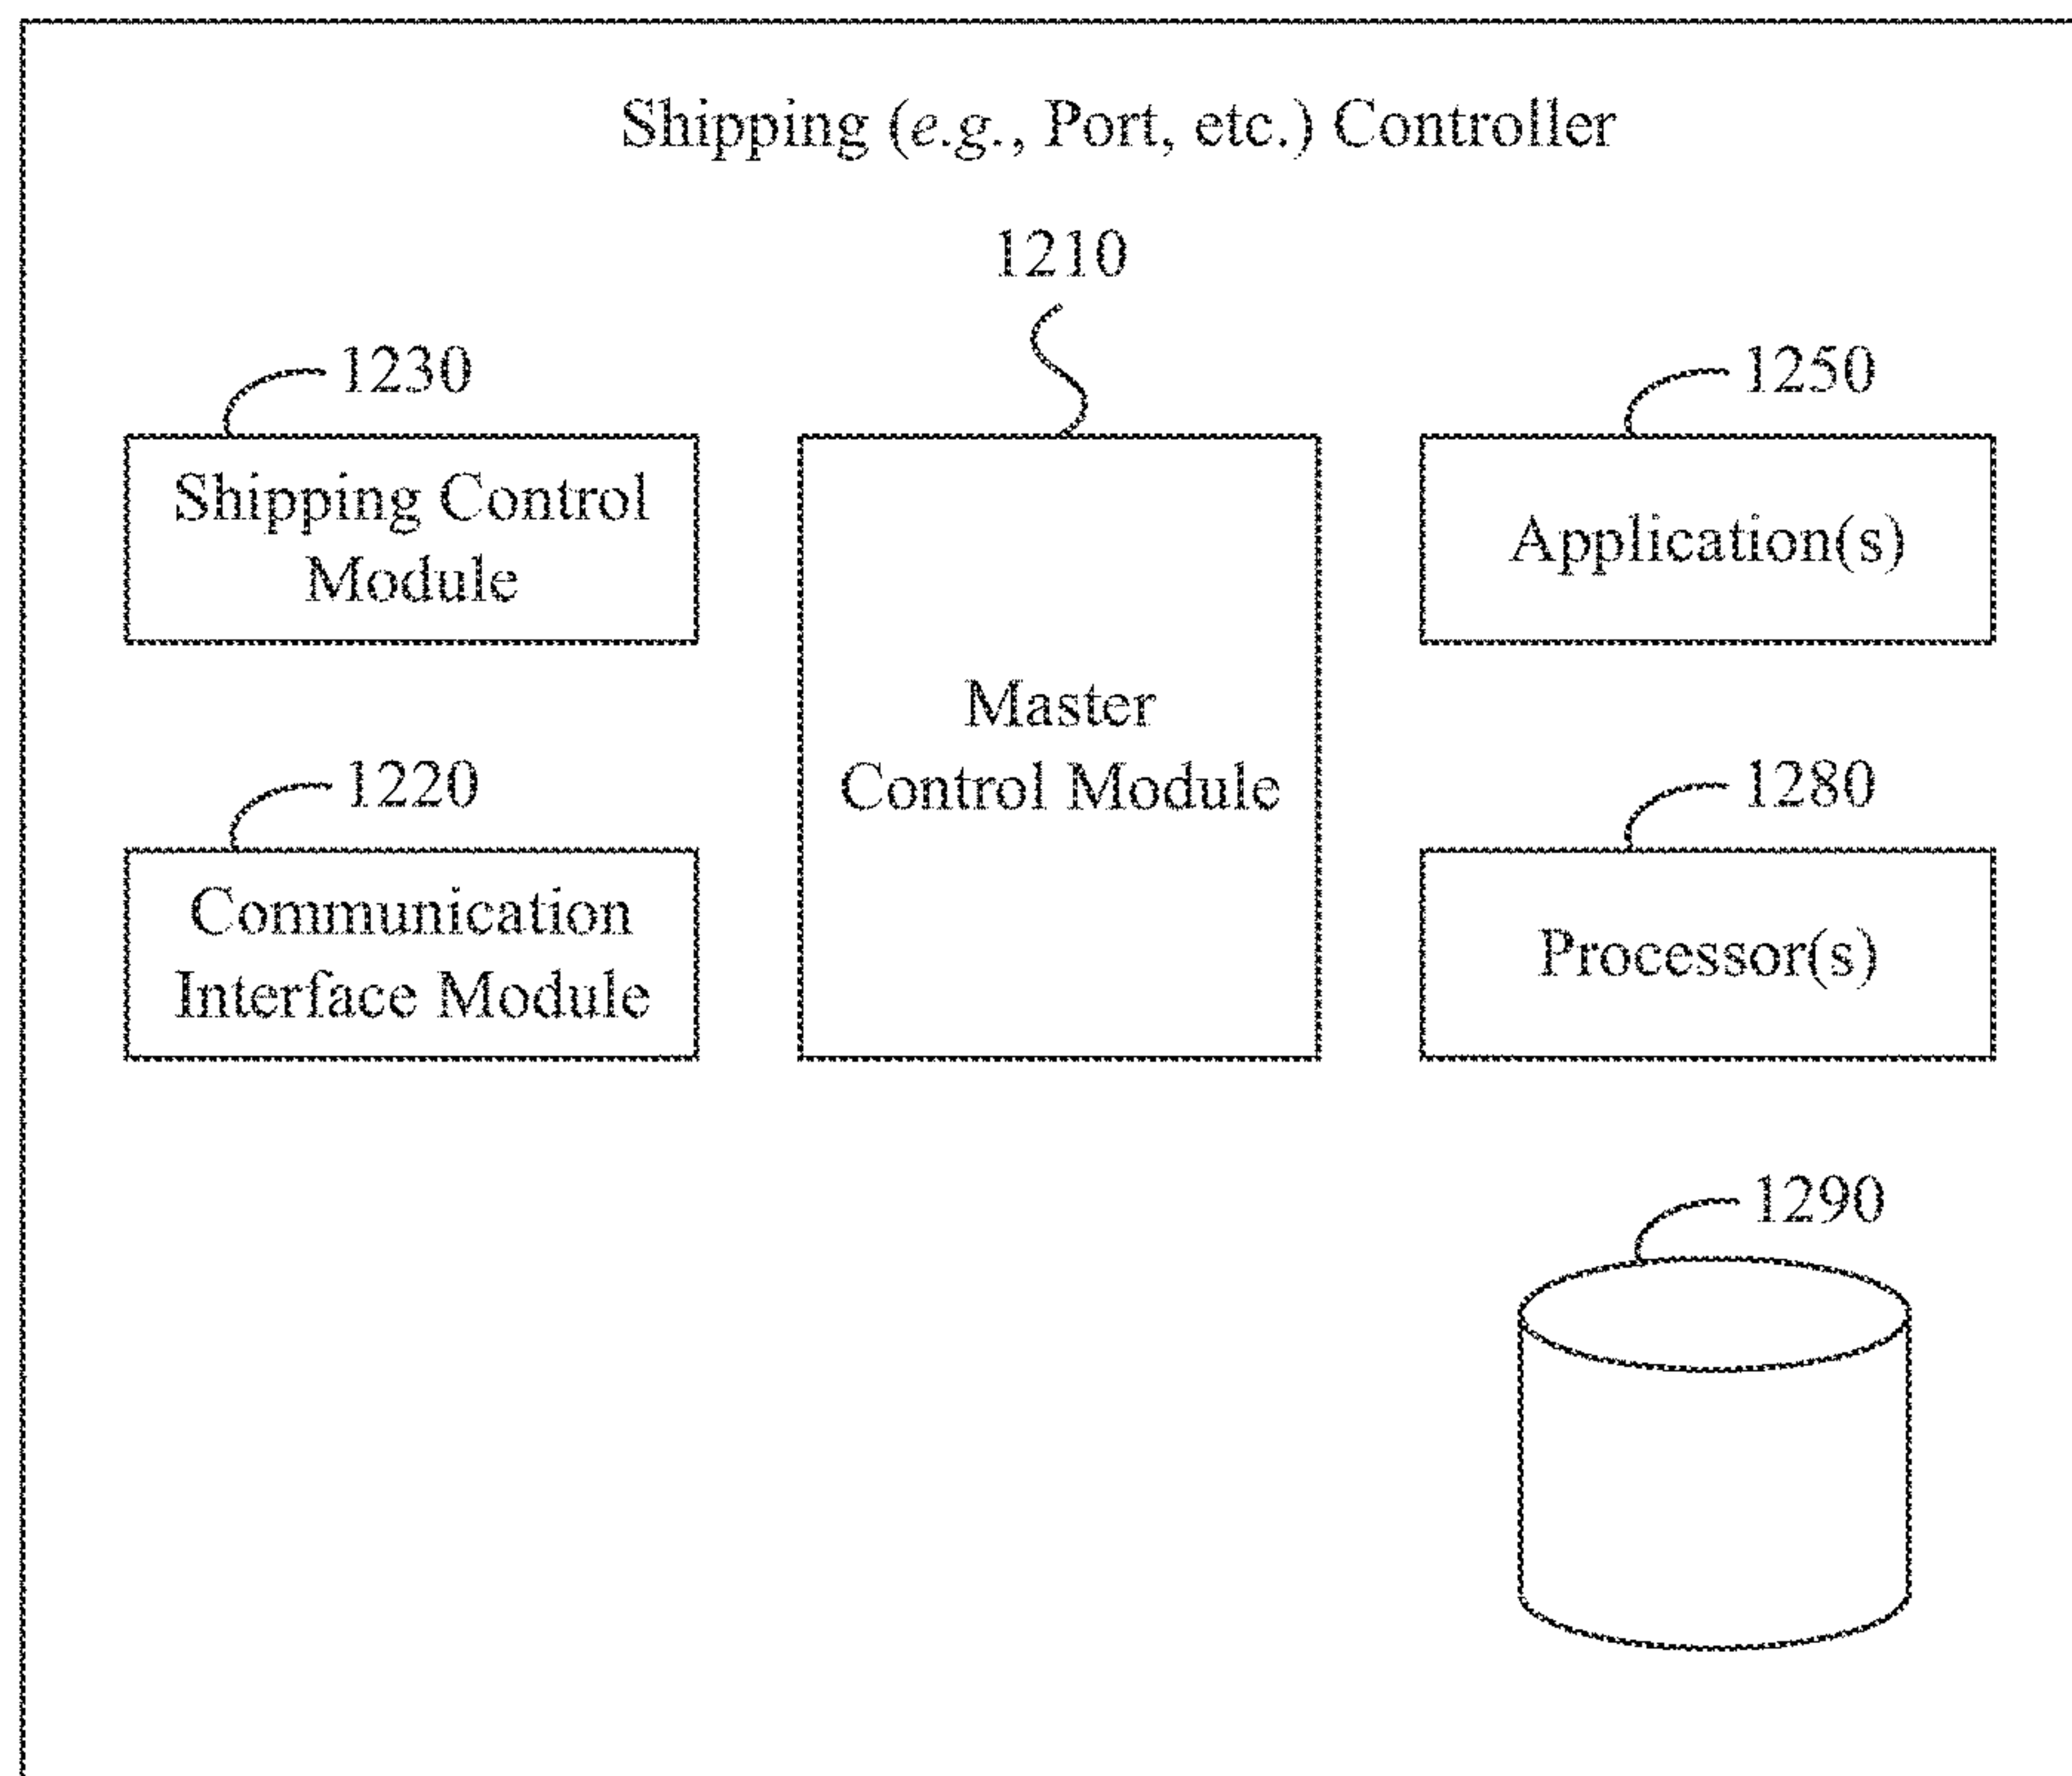 Shipping (e.g., Port, etc.) Controller
1210
1230
1250
Shipping Control
Module
Application(s)
Master
Control Module
1220
1280
Communication
Interface Module
Processor(s)
1290